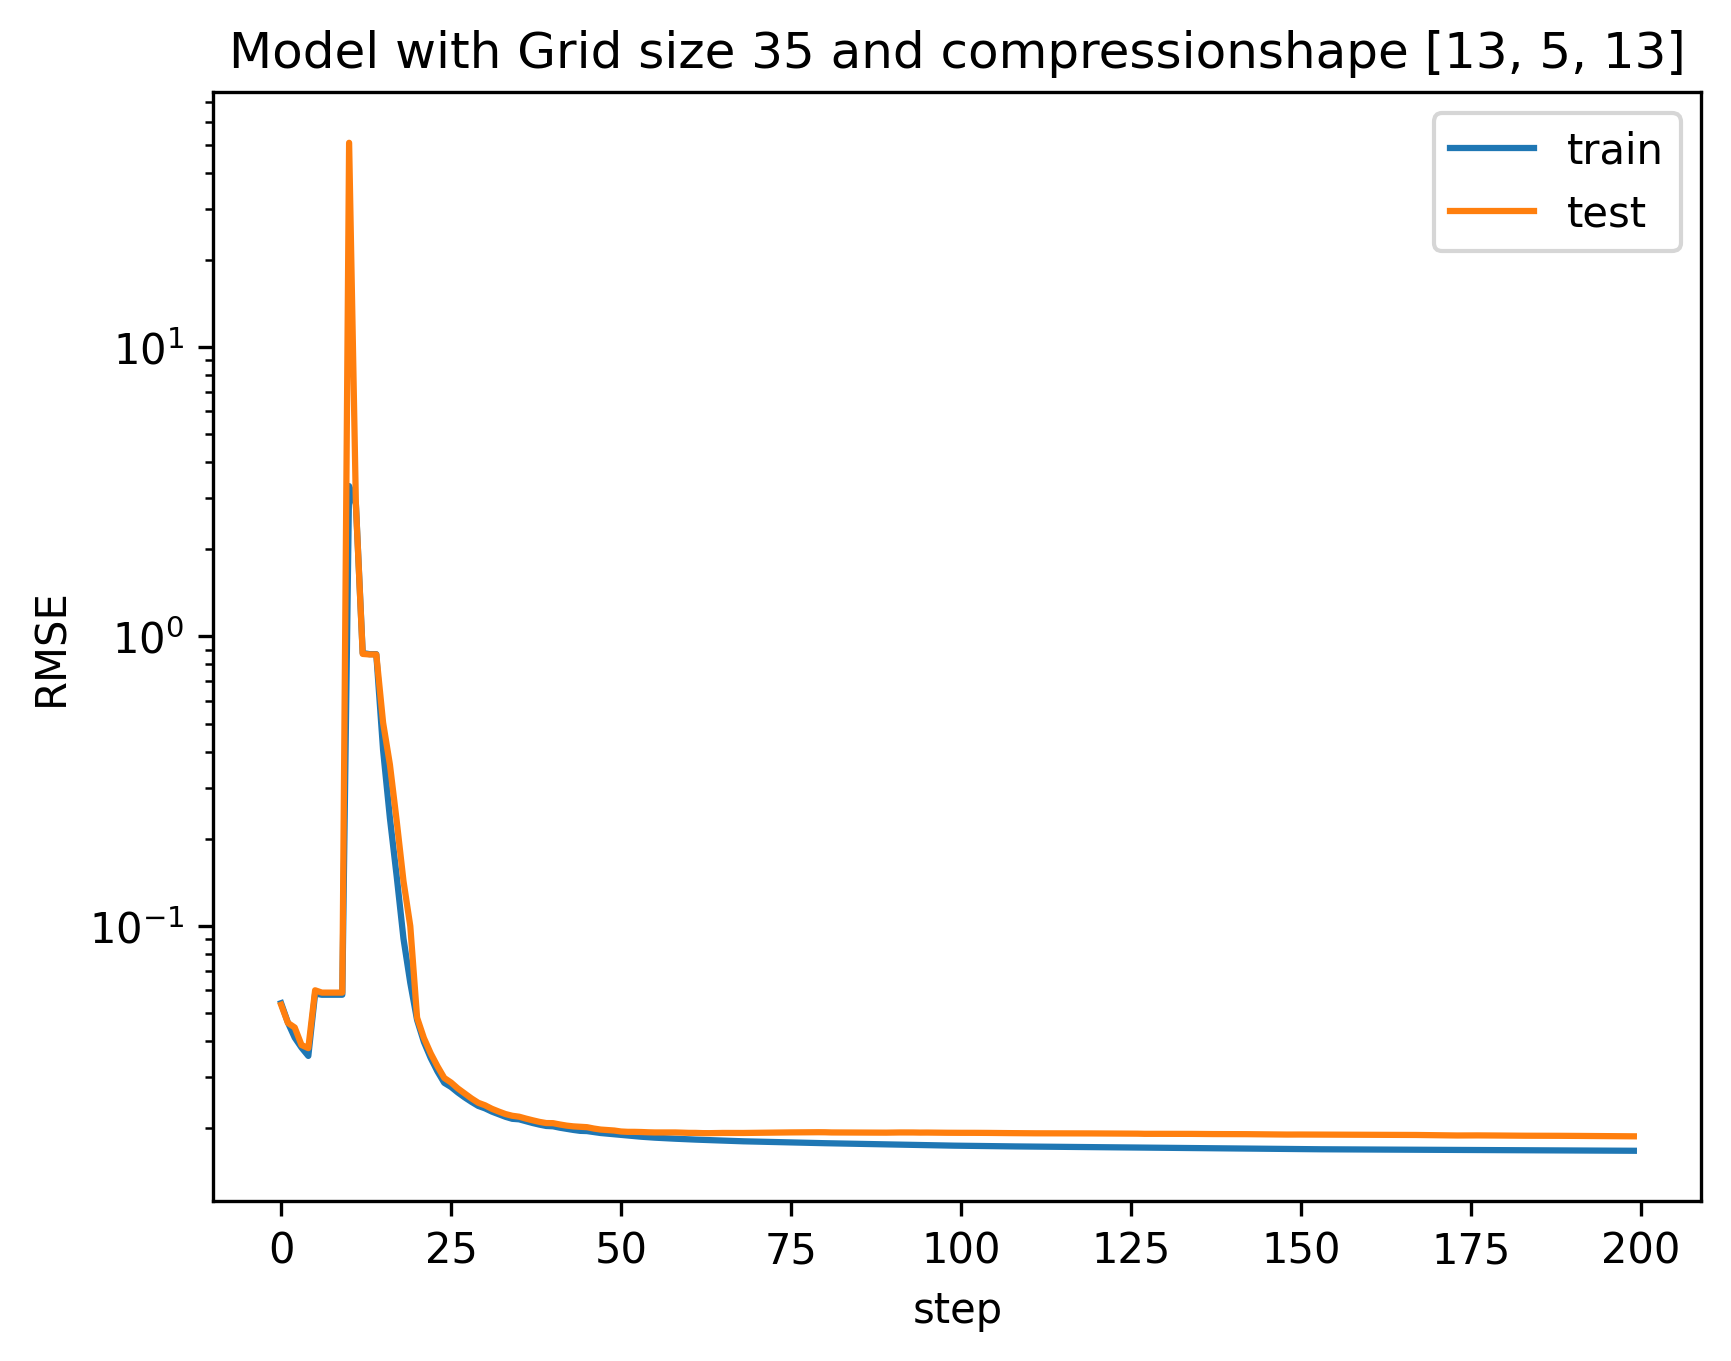 Model with Grid size 35 and compressionshape [13, 5, 13]
train
test
10¹
10⁰
10⁻¹
RMSE
0 25 50 75 100 125 150 175 200
step